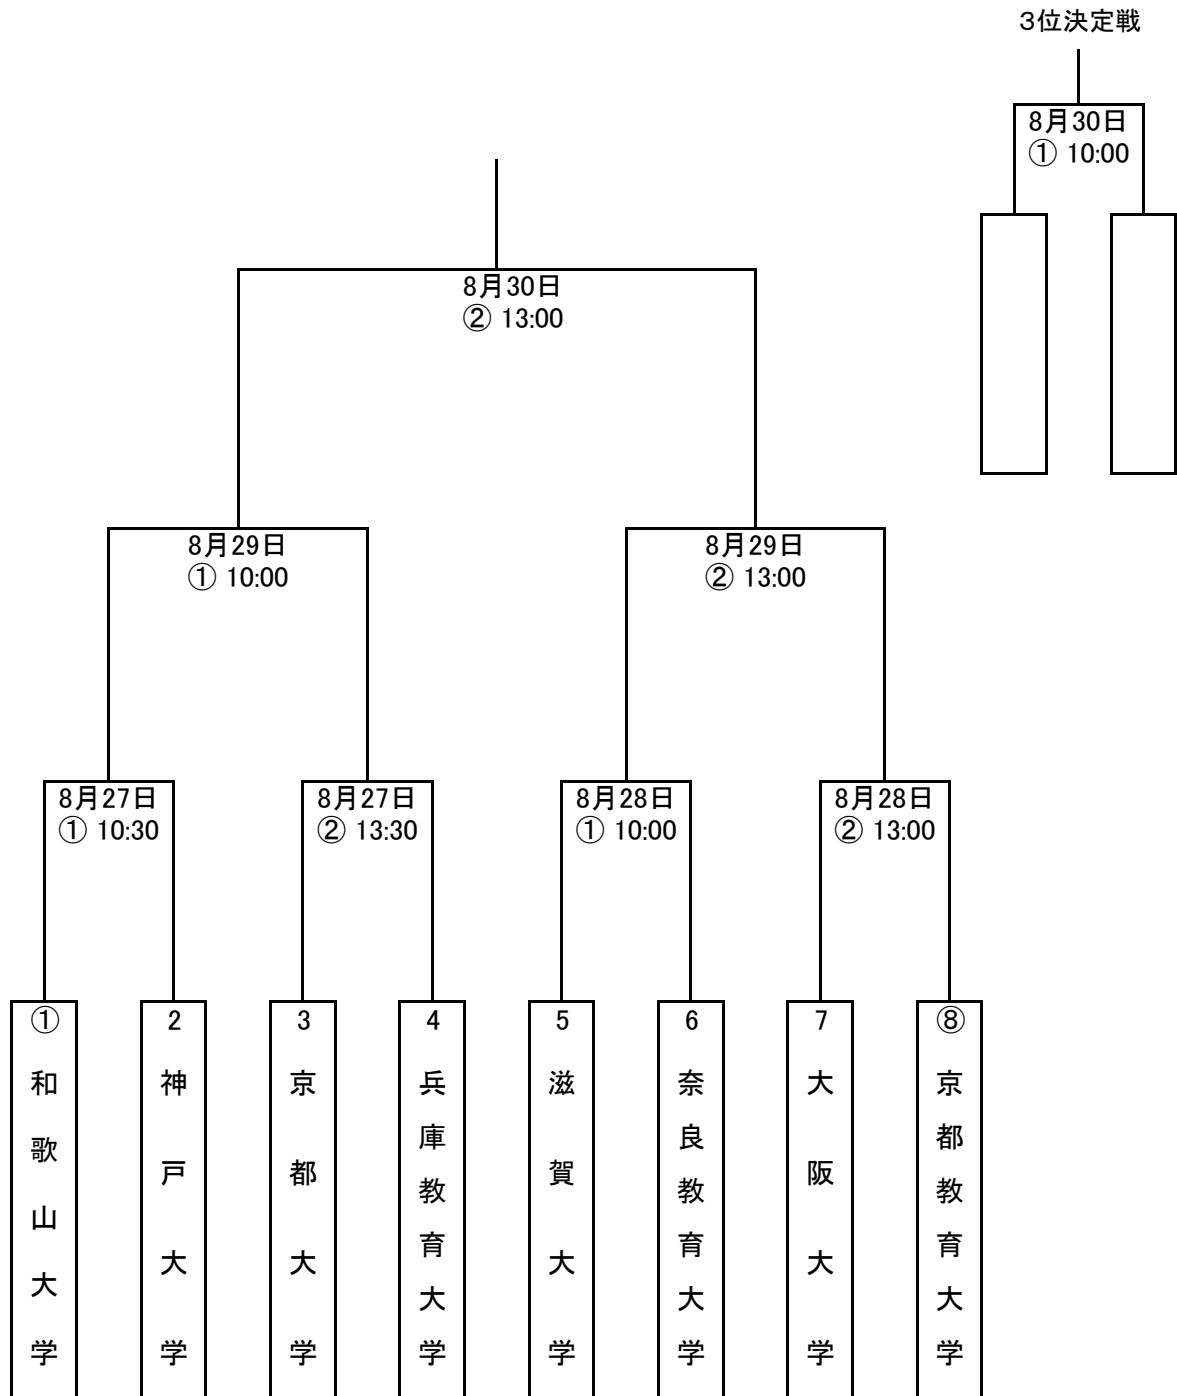 3位決定戦
8月30日
① 10:00
8月30日
② 13:00
8月29日
① 10:00
8月29日
② 13:00
8月27日
① 10:30
8月27日
② 13:30
8月28日
① 10:00
8月28日
② 13:00
①
和歌山大学
2
神戸大学
3
京都大学
4
兵庫教育大学
5
滋賀大学
6
奈良教育大学
7
大阪大学
⑧
京都教育大学